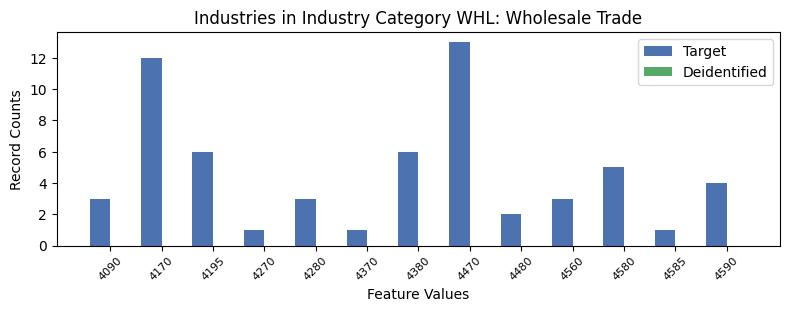 Industries in Industry Category WHL: Wholesale Trade
Target
Deidentified
Record Counts
12
10
8
6
4
2
0
4090 4170 4195 4270 4280 4370 4380 4470 4480 4560 4580 4585 4590
Feature Values